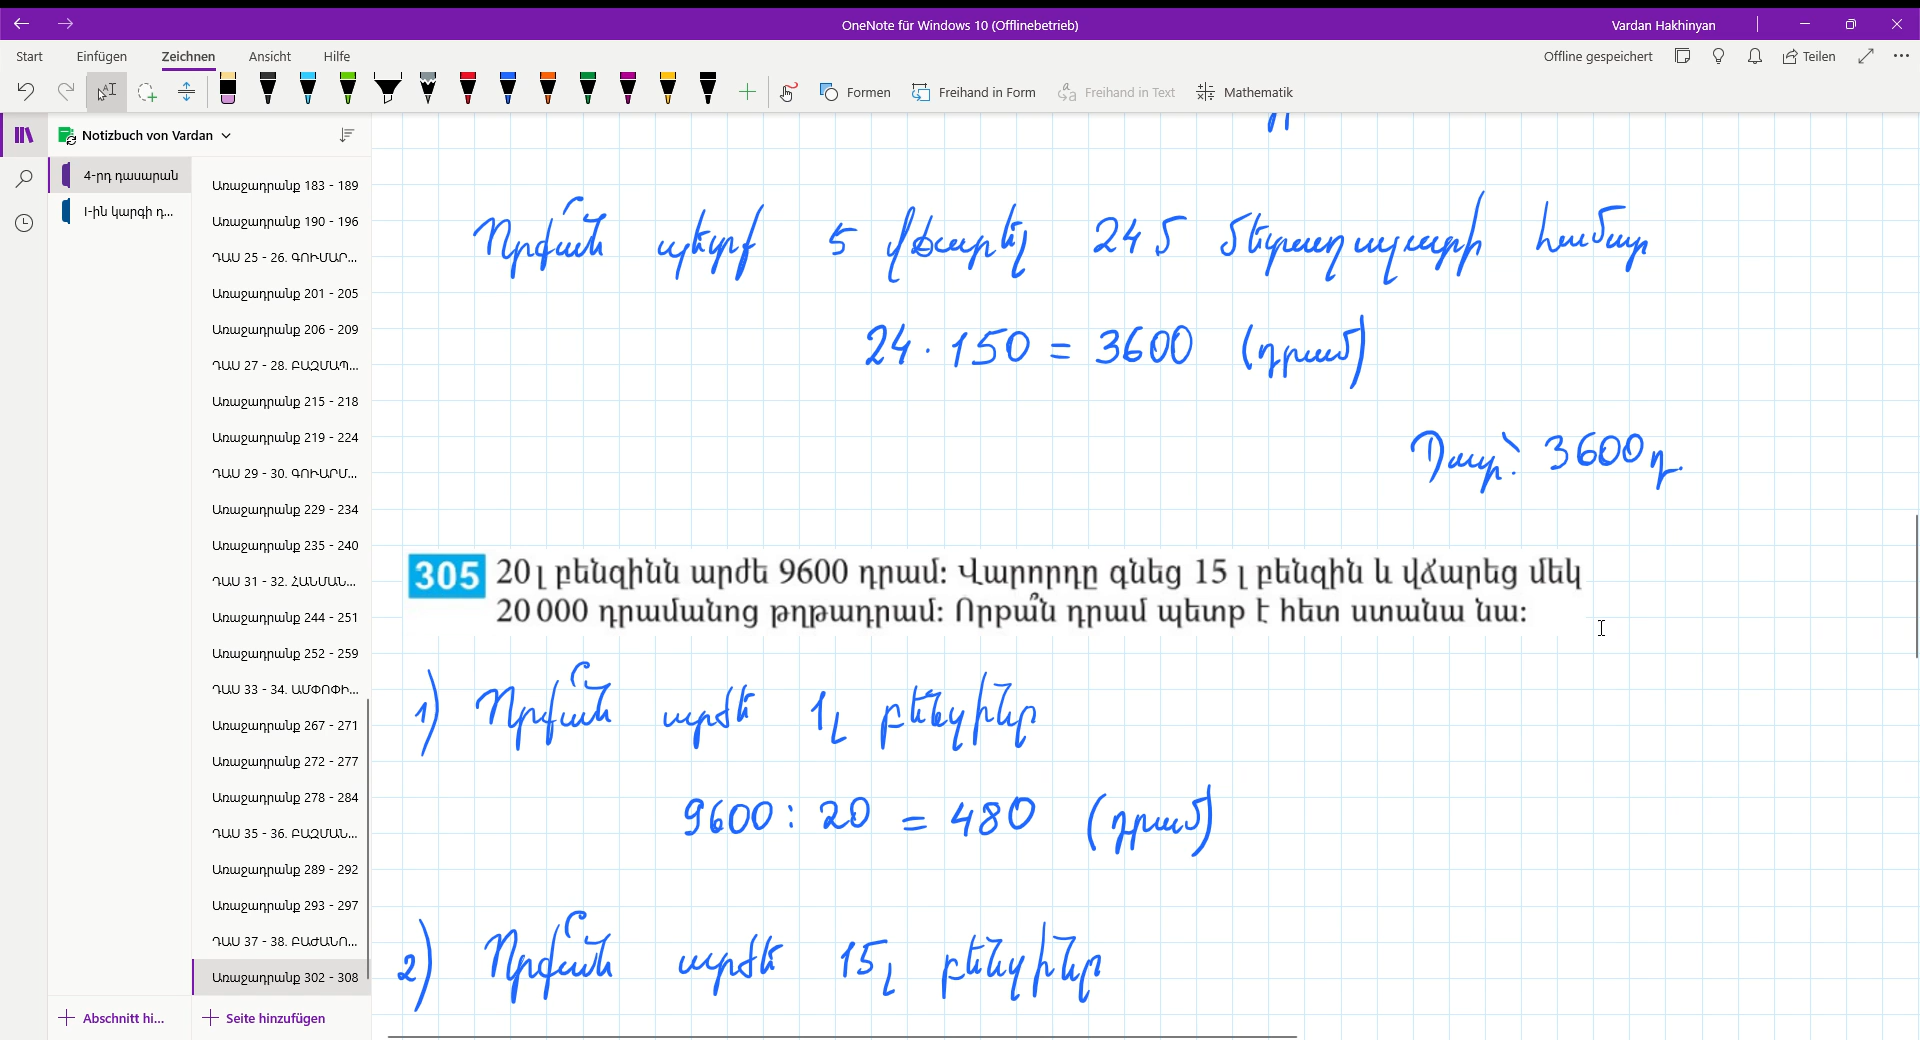 OneNote für Windows 10 (Offlinebetrieb)
Vardan Hakhinyan
Start
Einfügen
Zeichnen
Ansicht
Hilfe
Offline gespeichert
Teilen
Formen
Freihand in Form
Freihand in Text
Mathematik
Notizbuch von Vardan
4-րդ դասարան
I-ին կարգի դ...
Առաջադրանք 183 - 189
Առաջադրանք 190 - 196
ԴԱՍ 25 - 26. ԳՈՒՄԱՐ...
Առաջադրանք 201 - 205
Առաջադրանք 206 - 209
ԴԱՍ 27 - 28. ԲԱԶՄԱՊ...
Առաջադրանք 215 - 218
Առաջադրանք 219 - 224
ԴԱՍ 29 - 30. ԳՈՒԱՐՄ...
Առաջադրանք 229 - 234
Առաջադրանք 235 - 240
ԴԱՍ 31 - 32. ՀԱՆՄԱՆ...
Առաջադրանք 244 - 251
Առաջադրանք 252 - 259
ԴԱՍ 33 - 34. ԱՄՓՈՓԻ...
Առաջադրանք 267 - 271
Առաջադրանք 272 - 277
Առաջադրանք 278 - 284
ԴԱՍ 35 - 36. ԲԱԶՄԱՆ...
Առաջադրանք 289 - 292
Առաջադրանք 293 - 297
ԴԱՍ 37 - 38. ԲԱԺԱՆՈ...
Առաջադրանք 302 - 308
Abschnitt hi...
Seite hinzufügen
Որքա՞ն պետք է վճարել 24 մ մետրաղապարի համար
24 · 150 = 3600 (դրամ)
Պատ՝ 3600 դ.
305 20 լ բենզինն արժե 9600 դրամ: Վարորդը գնեց 15 լ բենզին և վճարեց մեկ
20 000 դրամանոց թղթադրամ: Որքա՞ն դրամ պետք է հետ ստանա նա:
1) Որքա՞ն արժե 1 լ բենզինը
9600 : 20 = 480 (դրամ)
2) Որքա՞ն արժե 15 լ բենզինը